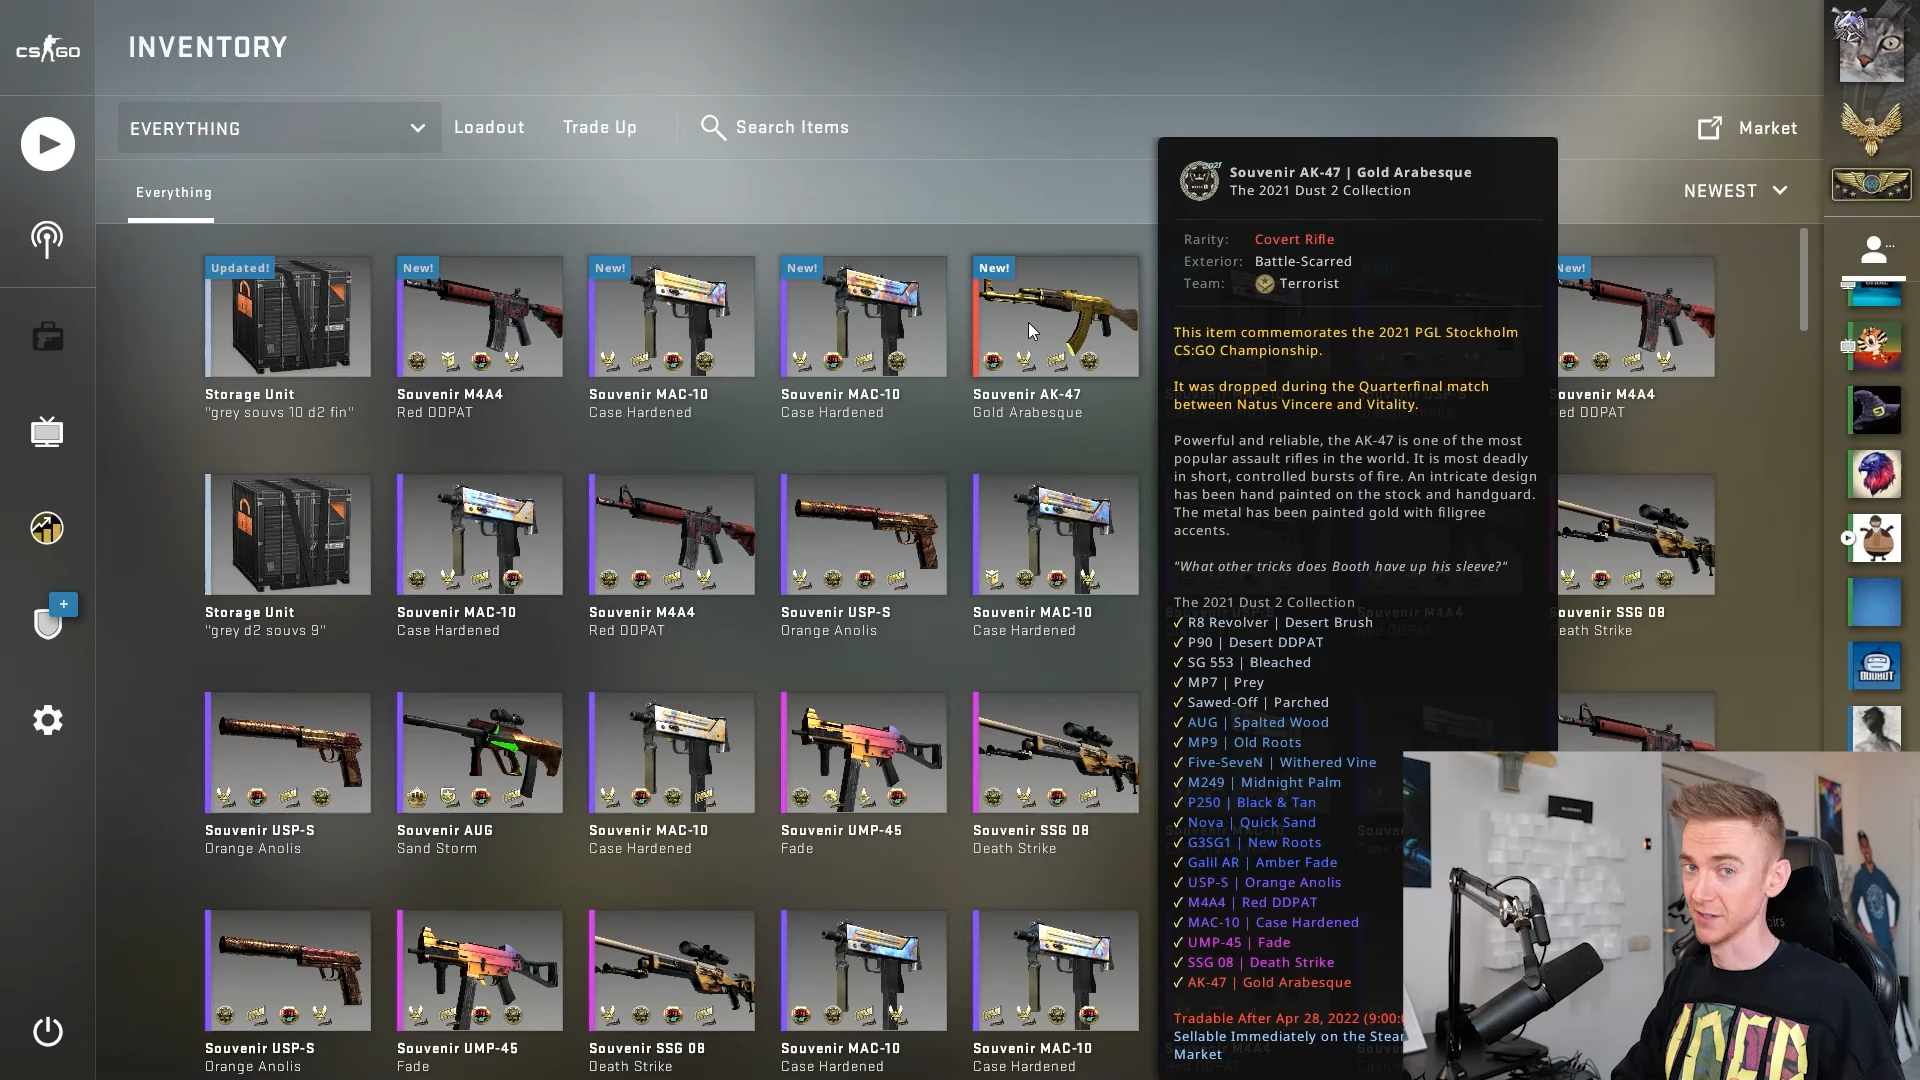 CS GO
INVENTORY
EVERYTHING
Loadout
Trade Up
Search Items
Market
Everything
NEWEST
Updated!
Storage Unit
"grey souvs 10 d2 fin"
New!
Souvenir M4A4
Red DDPAT
New!
Souvenir MAC-10
Case Hardened
New!
Souvenir MAC-10
Case Hardened
New!
Souvenir AK-47
Gold Arabesque
New!
Souvenir M4A4
Red DDPAT
Storage Unit
"grey d2 souvs 9"
Souvenir MAC-10
Case Hardened
Souvenir M4A4
Red DDPAT
Souvenir USP-S
Orange Anolis
Souvenir MAC-10
Case Hardened
Souvenir SSG 08
Death Strike
Souvenir USP-S
Orange Anolis
Souvenir AUG
Sand Storm
Souvenir MAC-10
Case Hardened
Souvenir UMP-45
Fade
Souvenir SSG 08
Death Strike
Souvenir USP-S
Orange Anolis
Souvenir UMP-45
Fade
Souvenir SSG 08
Death Strike
Souvenir MAC-10
Case Hardened
Souvenir MAC-10
Case Hardened
2021
Souvenir AK-47 | Gold Arabesque
The 2021 Dust 2 Collection
Rarity: Covert Rifle
Exterior: Battle-Scarred
Team: Terrorist
This item commemorates the 2021 PGL Stockholm
CS:GO Championship.
It was dropped during the Quarterfinal match
between Natus Vincere and Vitality.
Powerful and reliable, the AK-47 is one of the most
popular assault rifles in the world. It is most deadly
in short, controlled bursts of fire. An intricate design
has been hand painted on the stock and handguard.
The metal has been painted gold with filigree
accents.
"What other tricks does Booth have up his sleeve?"
The 2021 Dust 2 Collection
✓ R8 Revolver | Desert Brush
✓ P90 | Desert DDPAT
✓ SG 553 | Bleached
✓ MP7 | Prey
✓ Sawed-Off | Parched
✓ AUG | Spalted Wood
✓ MP9 | Old Roots
✓ Five-SeveN | Withered Vine
✓ M249 | Midnight Palm
✓ P250 | Black & Tan
✓ Nova | Quick Sand
✓ G3SG1 | New Roots
✓ Galil AR | Amber Fade
✓ USP-S | Orange Anolis
✓ M4A4 | Red DDPAT
✓ MAC-10 | Case Hardened
✓ UMP-45 | Fade
✓ SSG 08 | Death Strike
✓ AK-47 | Gold Arabesque
Tradable After Apr 28, 2022 (9:00:
Sellable Immediately on the Steam
Market